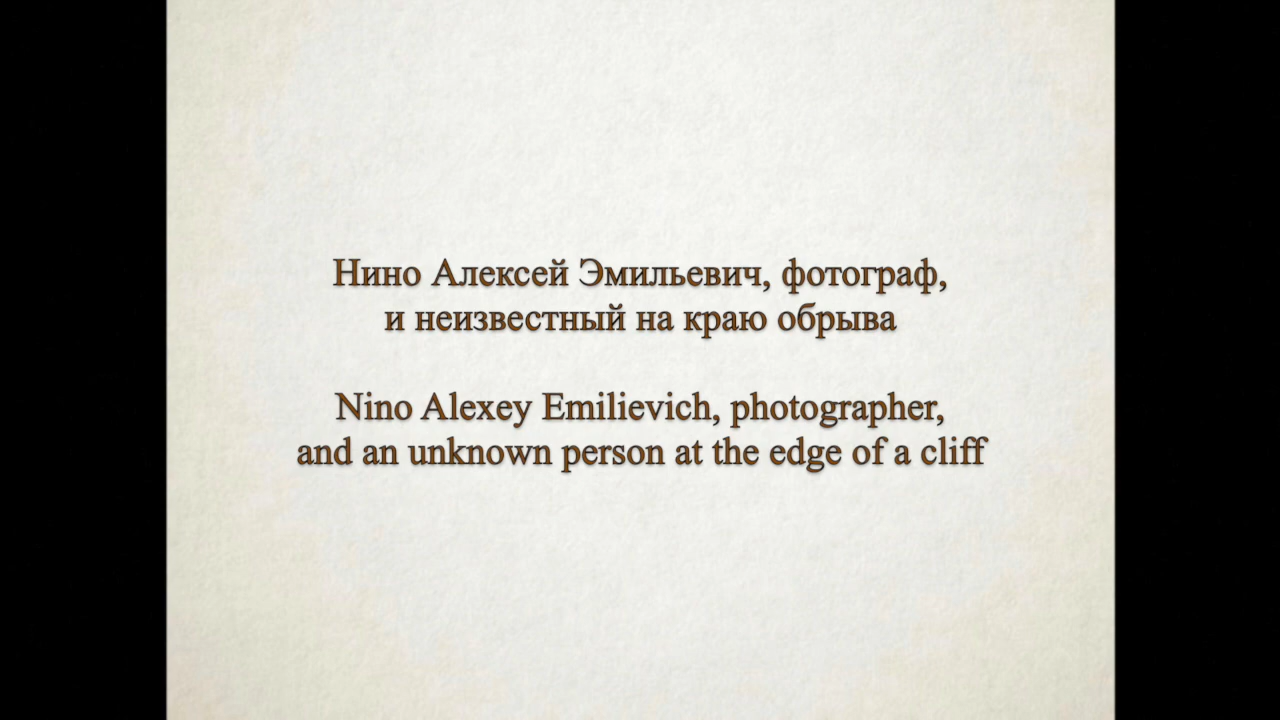 Нино Алексей Эмильевич, фотограф,
и неизвестный на краю обрыва
Nino Alexey Emilievich, photographer,
and an unknown person at the edge of a cliff